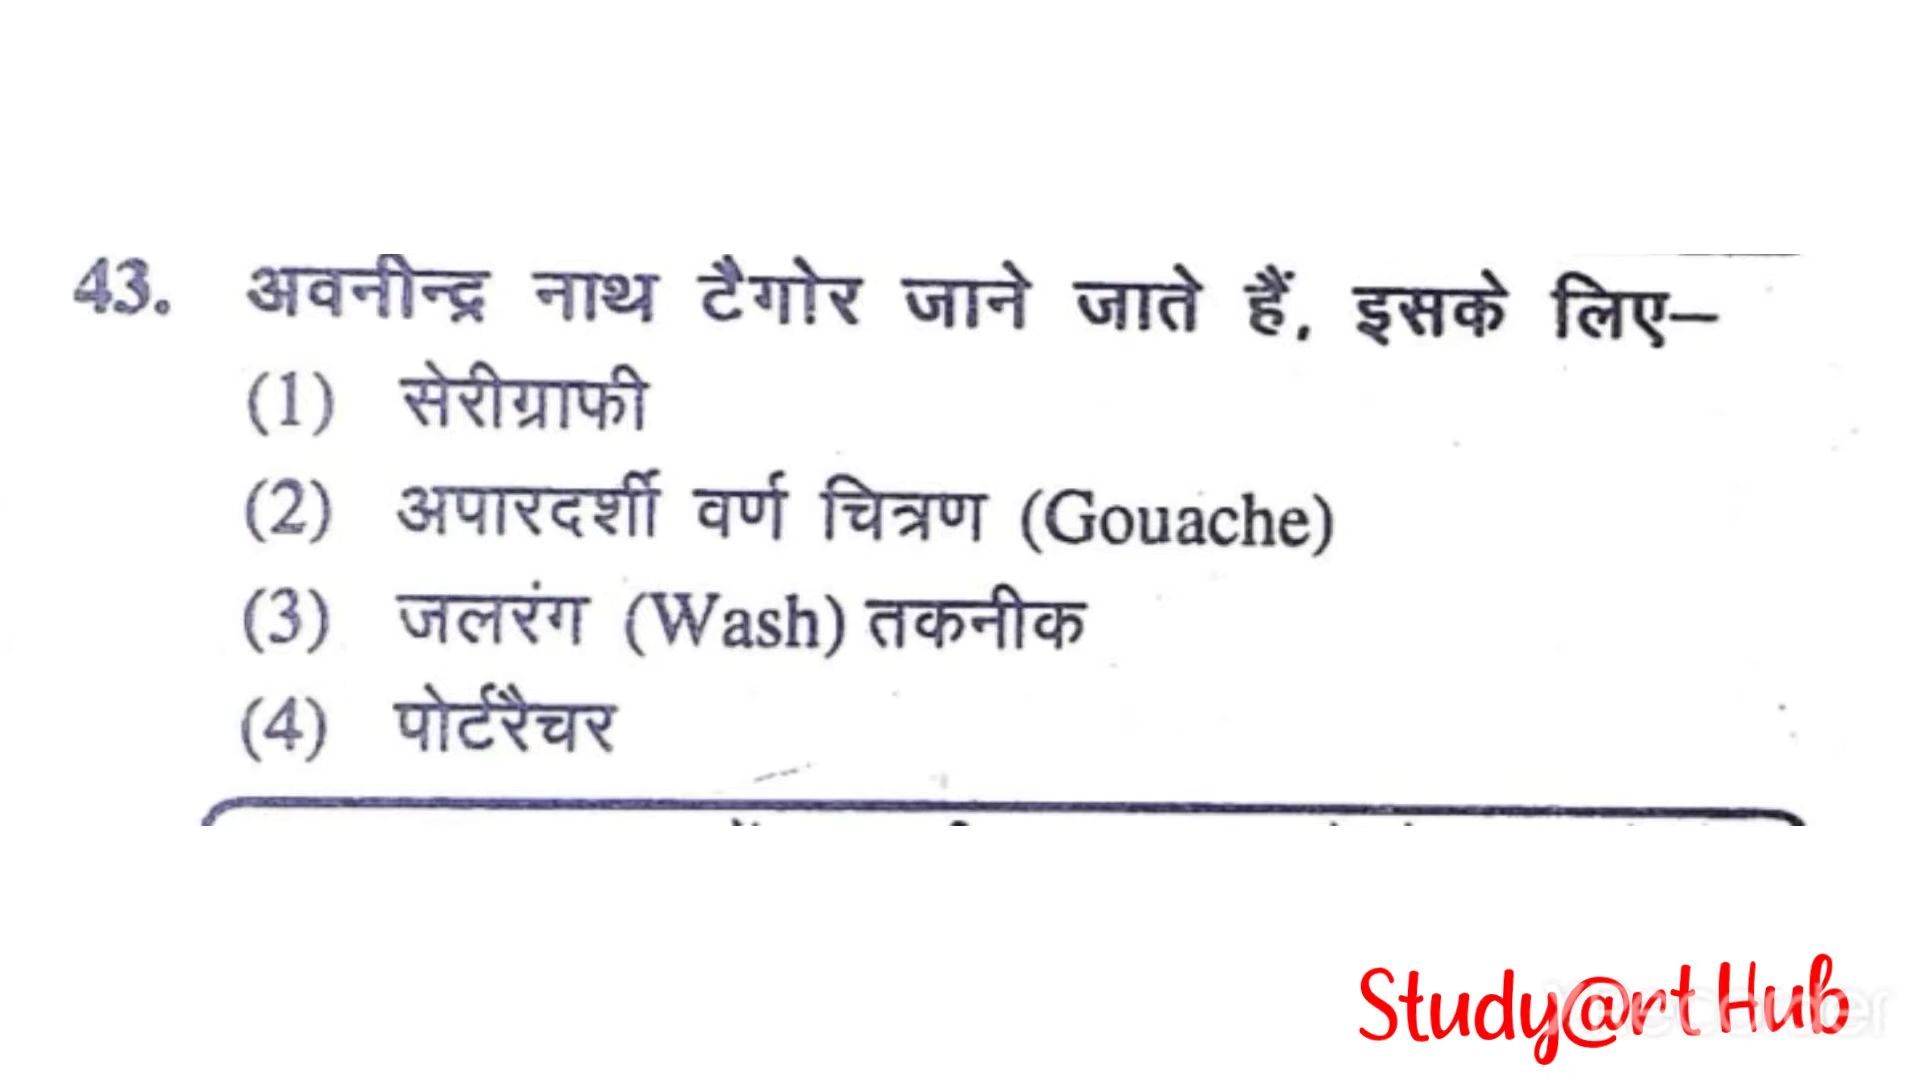 43. अवनीन्द्र नाथ टैगोर जाने जाते हैं, इसके लिए–
(1) सेरीग्राफी
(2) अपारदर्शी वर्ण चित्रण (Gouache)
(3) जलरंग (Wash) तकनीक
(4) पोर्टरैचर
Study@rt Hub